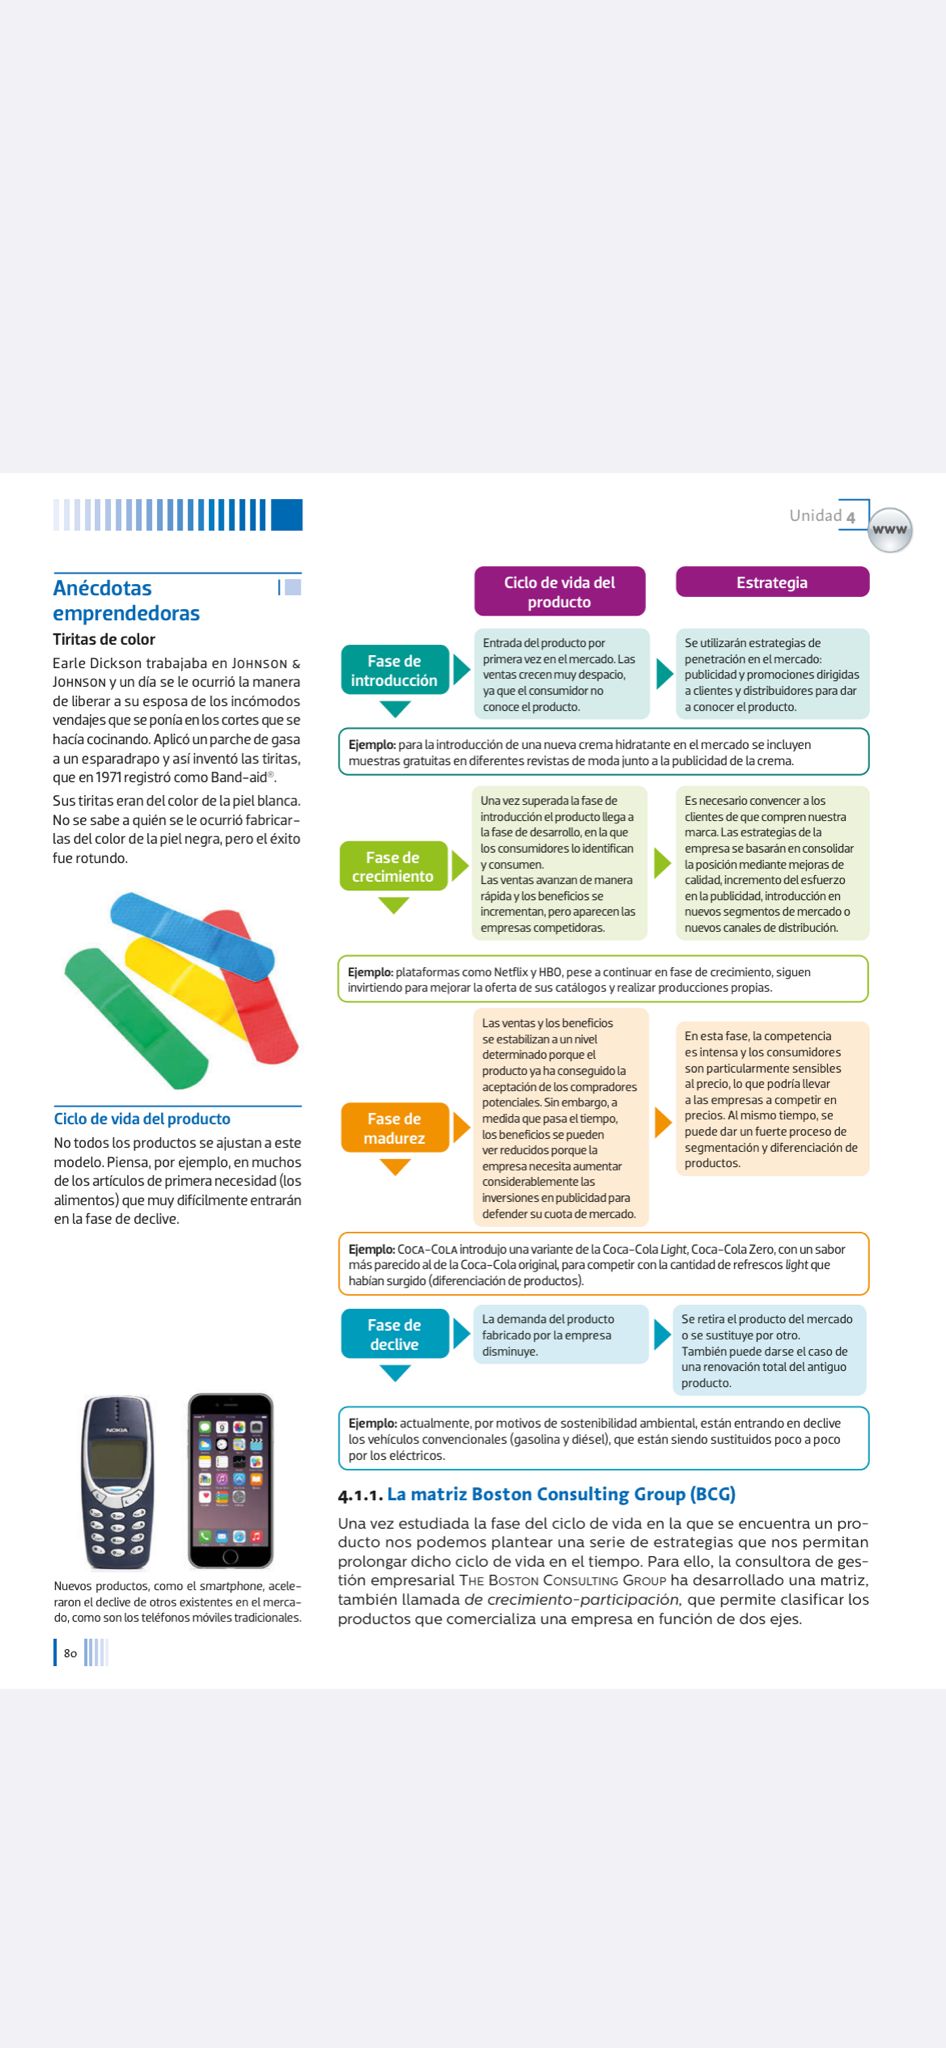 Unidad 4
www
Anécdotas
emprendedoras
Tiritas de color
Earle Dickson trabajaba en JOHNSON &
JOHNSON y un día se le ocurrió la manera
de liberar a su esposa de los incómodos
vendajes que se ponía en los cortes que se
hacía cocinando. Aplicó un parche de gasa
a un esparadrapo y así inventó las tiritas,
que en 1971 registró como Band-aid®.
Sus tiritas eran del color de la piel blanca.
No se sabe a quién se le ocurrió fabricar-
las del color de la piel negra, pero el éxito
fue rotundo.
Ciclo de vida del producto
No todos los productos se ajustan a este
modelo. Piensa, por ejemplo, en muchos
de los artículos de primera necesidad (los
alimentos) que muy difícilmente entrarán
en la fase de declive.
NOKIA
Nuevos productos, como el smartphone, acele-
raron el declive de otros existentes en el merca-
do, como son los teléfonos móviles tradicionales.
80
Ciclo de vida del
producto
Estrategia
Fase de
introducción
Entrada del producto por
primera vez en el mercado. Las
ventas crecen muy despacio,
ya que el consumidor no
conoce el producto.
Se utilizarán estrategias de
penetración en el mercado:
publicidad y promociones dirigidas
a clientes y distribuidores para dar
a conocer el producto.
Ejemplo: para la introducción de una nueva crema hidratante en el mercado se incluyen
muestras gratuitas en diferentes revistas de moda junto a la publicidad de la crema.
Fase de
crecimiento
Una vez superada la fase de
introducción el producto llega a
la fase de desarrollo, en la que
los consumidores lo identifican
y consumen.
Las ventas avanzan de manera
rápida y los beneficios se
incrementan, pero aparecen las
empresas competidoras.
Es necesario convencer a los
clientes de que compren nuestra
marca. Las estrategias de la
empresa se basarán en consolidar
la posición mediante mejoras de
calidad, incremento del esfuerzo
en la publicidad, introducción en
nuevos segmentos de mercado o
nuevos canales de distribución.
Ejemplo: plataformas como Netflix y HBO, pese a continuar en fase de crecimiento, siguen
invirtiendo para mejorar la oferta de sus catálogos y realizar producciones propias.
Fase de
madurez
Las ventas y los beneficios
se estabilizan a un nivel
determinado porque el
producto ya ha conseguido la
aceptación de los compradores
potenciales. Sin embargo, a
medida que pasa el tiempo,
los beneficios se pueden
ver reducidos porque la
empresa necesita aumentar
considerablemente las
inversiones en publicidad para
defender su cuota de mercado.
En esta fase, la competencia
es intensa y los consumidores
son particularmente sensibles
al precio, lo que podría llevar
a las empresas a competir en
precios. Al mismo tiempo, se
puede dar un fuerte proceso de
segmentación y diferenciación de
productos.
Ejemplo: COCA-COLA introdujo una variante de la Coca-Cola Light, Coca-Cola Zero, con un sabor
más parecido al de la Coca-Cola original, para competir con la cantidad de refrescos light que
habían surgido (diferenciación de productos).
Fase de
declive
La demanda del producto
fabricado por la empresa
disminuye.
Se retira el producto del mercado
o se sustituye por otro.
También puede darse el caso de
una renovación total del antiguo
producto.
Ejemplo: actualmente, por motivos de sostenibilidad ambiental, están entrando en declive
los vehículos convencionales (gasolina y diésel), que están siendo sustituidos poco a poco
por los eléctricos.
4.1.1. La matriz Boston Consulting Group (BCG)
Una vez estudiada la fase del ciclo de vida en la que se encuentra un pro-
ducto nos podemos plantear una serie de estrategias que nos permitan
prolongar dicho ciclo de vida en el tiempo. Para ello, la consultora de ges-
tión empresarial THE BOSTON CONSULTING GROUP ha desarrollado una matriz,
también llamada de crecimiento-participación, que permite clasificar los
productos que comercializa una empresa en función de dos ejes.